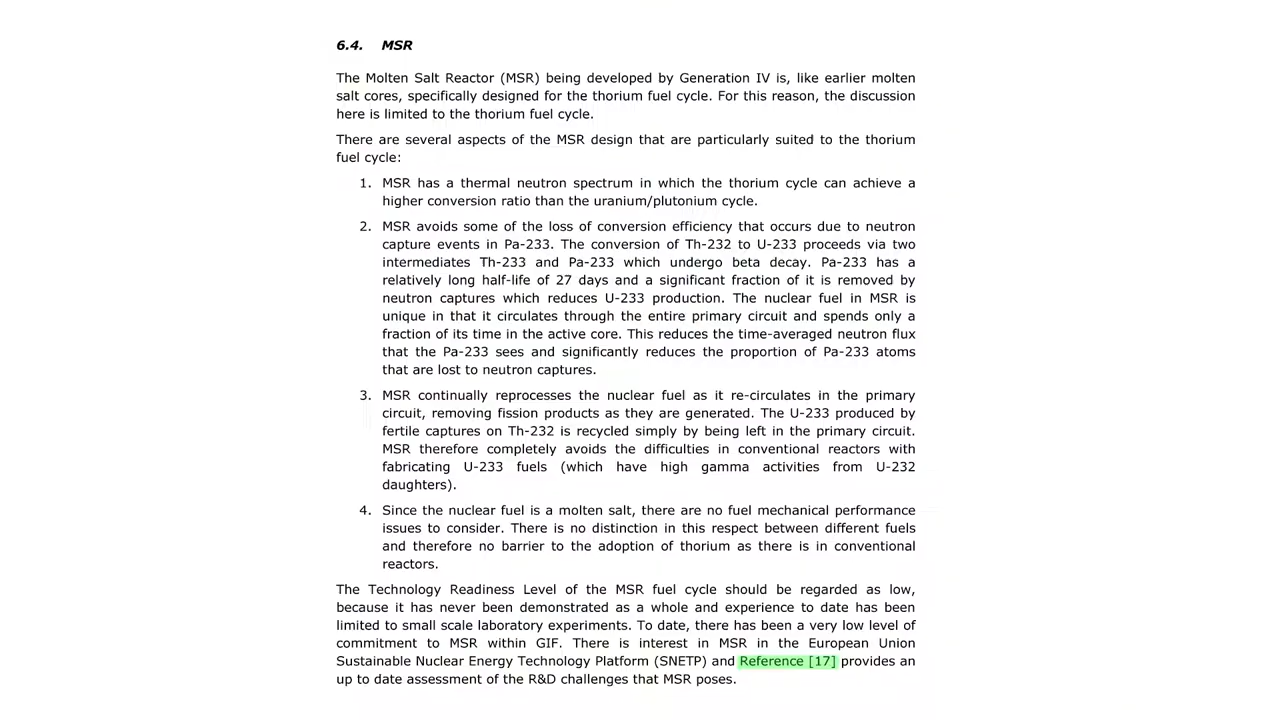 6.4. MSR
The Molten Salt Reactor (MSR) being developed by Generation IV is, like earlier molten
salt cores, specifically designed for the thorium fuel cycle. For this reason, the discussion
here is limited to the thorium fuel cycle.
There are several aspects of the MSR design that are particularly suited to the thorium
fuel cycle:
1. MSR has a thermal neutron spectrum in which the thorium cycle can achieve a
higher conversion ratio than the uranium/plutonium cycle.
2. MSR avoids some of the loss of conversion efficiency that occurs due to neutron
capture events in Pa-233. The conversion of Th-232 to U-233 proceeds via two
intermediates Th-233 and Pa-233 which undergo beta decay. Pa-233 has a
relatively long half-life of 27 days and a significant fraction of it is removed by
neutron captures which reduces U-233 production. The nuclear fuel in MSR is
unique in that it circulates through the entire primary circuit and spends only a
fraction of its time in the active core. This reduces the time-averaged neutron flux
that the Pa-233 sees and significantly reduces the proportion of Pa-233 atoms
that are lost to neutron captures.
3. MSR continually reprocesses the nuclear fuel as it re-circulates in the primary
circuit, removing fission products as they are generated. The U-233 produced by
fertile captures on Th-232 is recycled simply by being left in the primary circuit.
MSR therefore completely avoids the difficulties in conventional reactors with
fabricating U-233 fuels (which have high gamma activities from U-232
daughters).
4. Since the nuclear fuel is a molten salt, there are no fuel mechanical performance
issues to consider. There is no distinction in this respect between different fuels
and therefore no barrier to the adoption of thorium as there is in conventional
reactors.
The Technology Readiness Level of the MSR fuel cycle should be regarded as low,
because it has never been demonstrated as a whole and experience to date has been
limited to small scale laboratory experiments. To date, there has been a very low level of
commitment to MSR within GIF. There is interest in MSR in the European Union
Sustainable Nuclear Energy Technology Platform (SNETP) and Reference [17] provides an
up to date assessment of the R&D challenges that MSR poses.